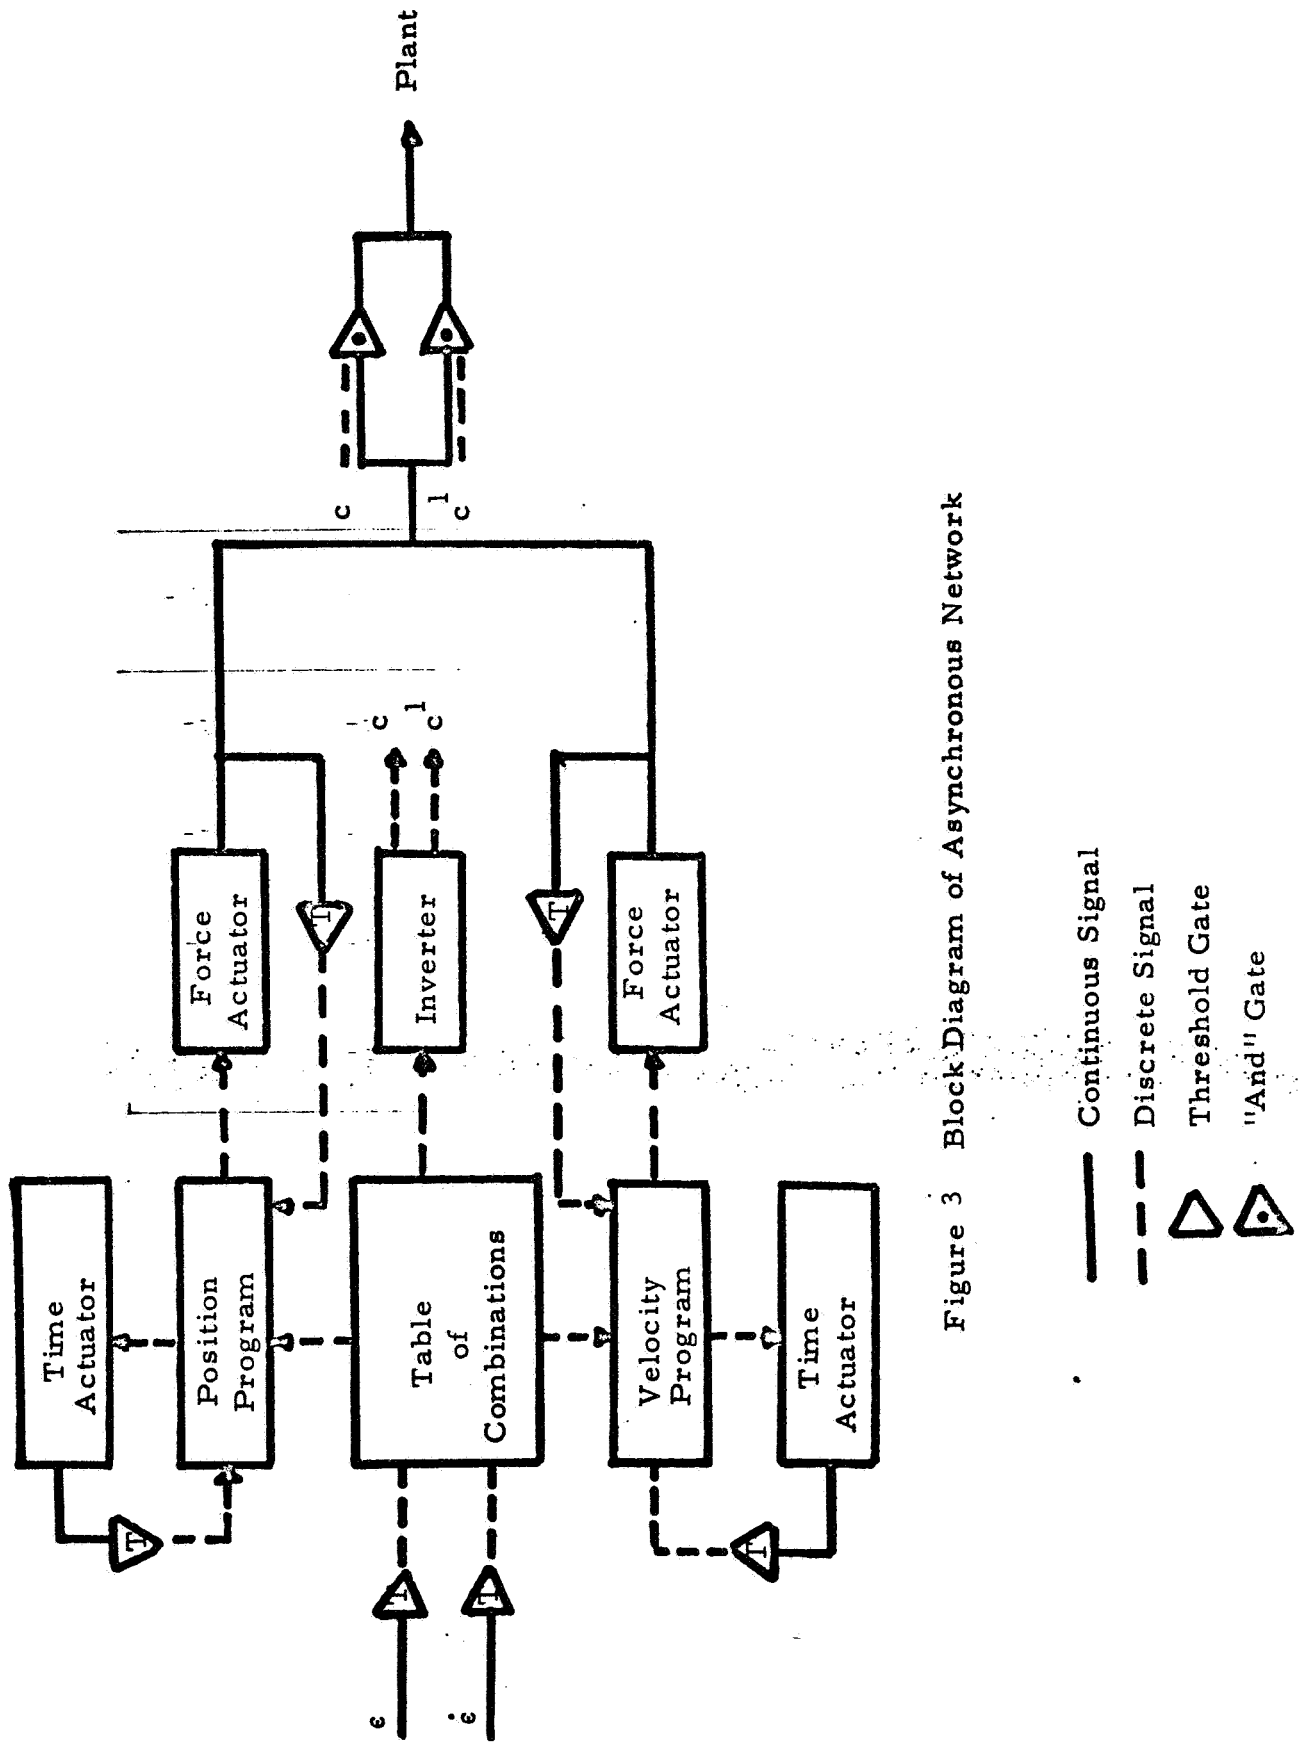 Time
Actuator
T
Position
Program
Force
Actuator
T
ϵ
T
Table
of
Combinations
Inverter
c
c¹
c
c¹
Plant
ϵ̇
T
T
Velocity
Program
Force
Actuator
T
Time
Actuator
Figure 3 Block Diagram of Asynchronous Network
Continuous Signal
Discrete Signal
Threshold Gate
"And" Gate